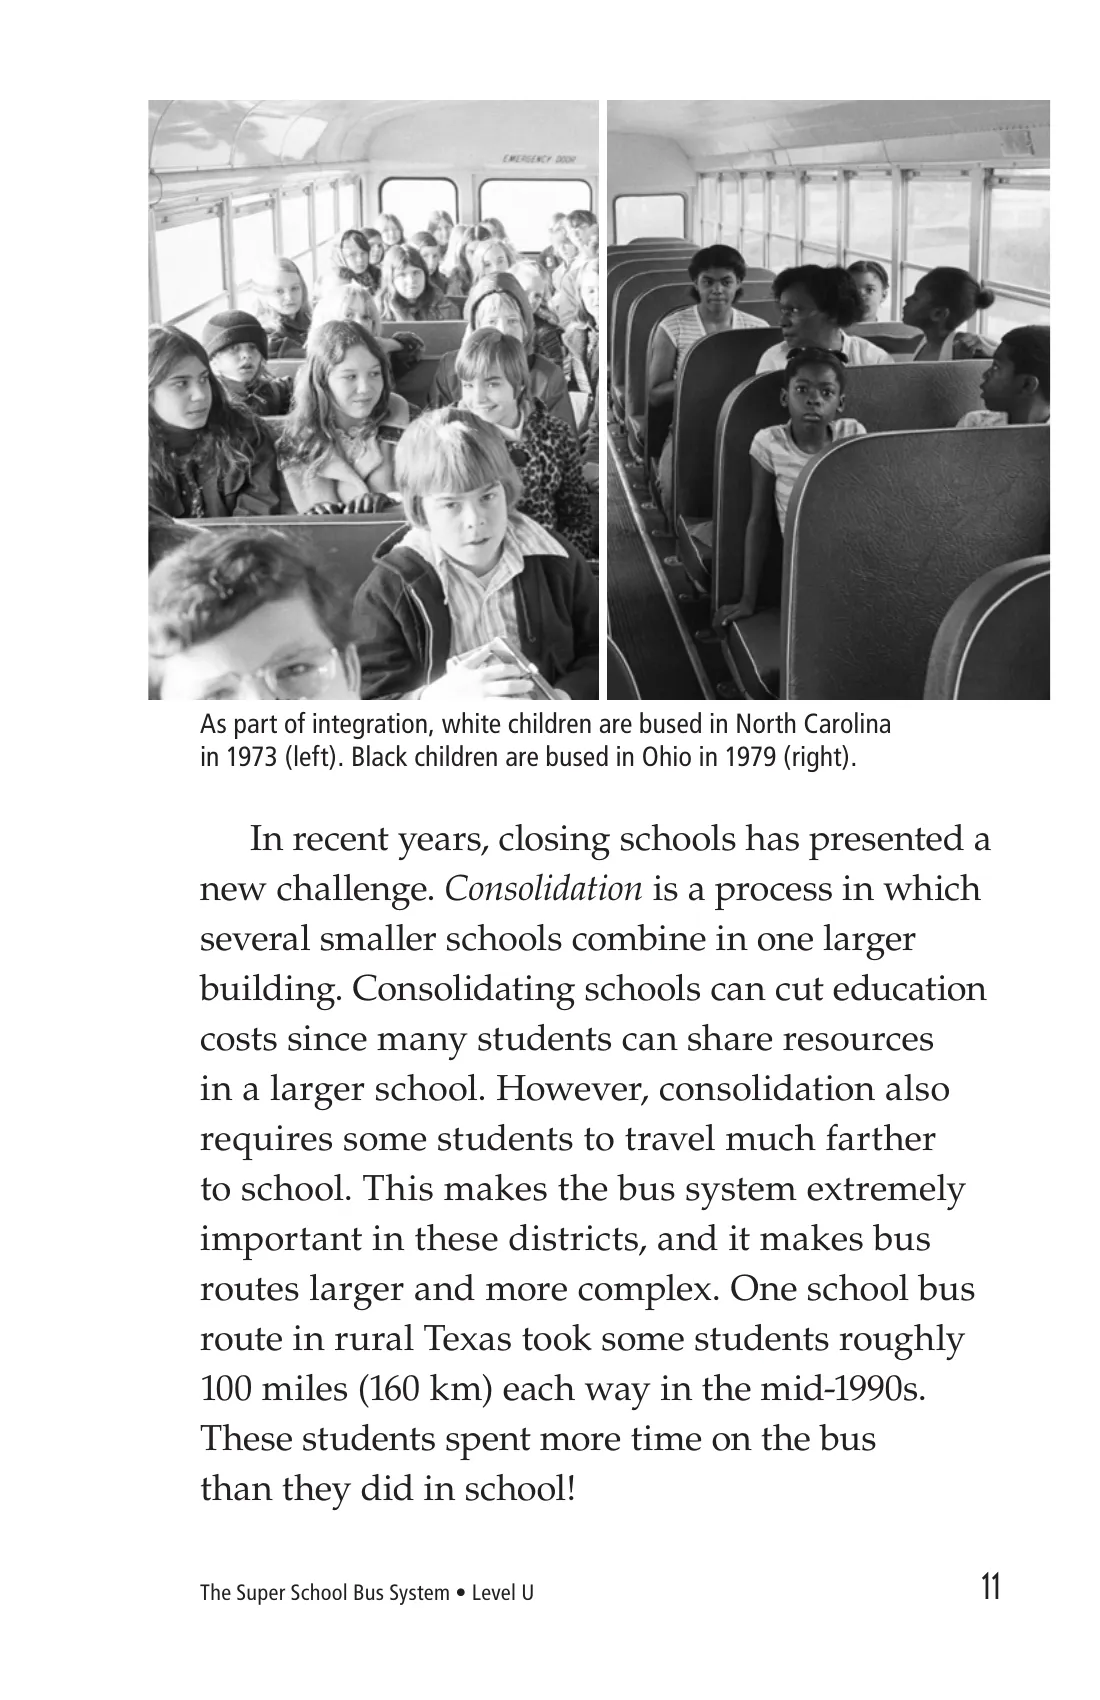 EMERGENCY DOOR
As part of integration, white children are bused in North Carolina
in 1973 (left). Black children are bused in Ohio in 1979 (right).
In recent years, closing schools has presented a
new challenge. Consolidation is a process in which
several smaller schools combine in one larger
building. Consolidating schools can cut education
costs since many students can share resources
in a larger school. However, consolidation also
requires some students to travel much farther
to school. This makes the bus system extremely
important in these districts, and it makes bus
routes larger and more complex. One school bus
route in rural Texas took some students roughly
100 miles (160 km) each way in the mid-1990s.
These students spent more time on the bus
than they did in school!
The Super School Bus System • Level U
11